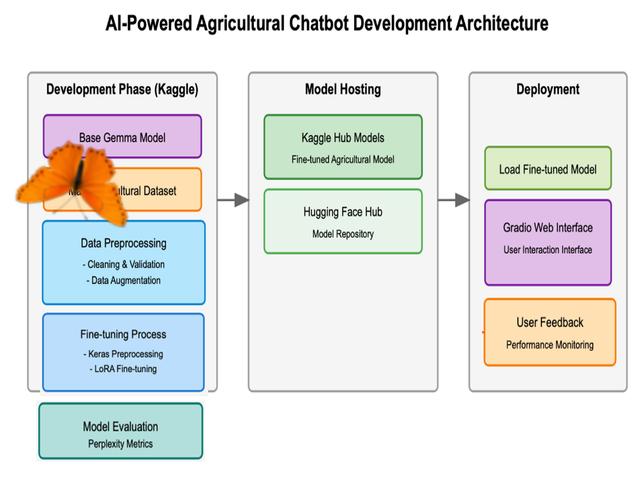 AI-Powered Agricultural Chatbot Development Architecture
Development Phase (Kaggle)
Base Gemma Model
Dataset
Data Preprocessing
- Cleaning & Validation
- Data Augmentation
Fine-tuning Process
- Keras Preprocessing
- LoRA Fine-tuning
Model Evaluation
Perplexity Metrics
Model Hosting
Kaggle Hub Models
Fine-tuned Agricultural Model
Hugging Face Hub
Model Repository
Deployment
Load Fine-tuned Model
Gradio Web Interface
User Interaction Interface
User Feedback
Performance Monitoring